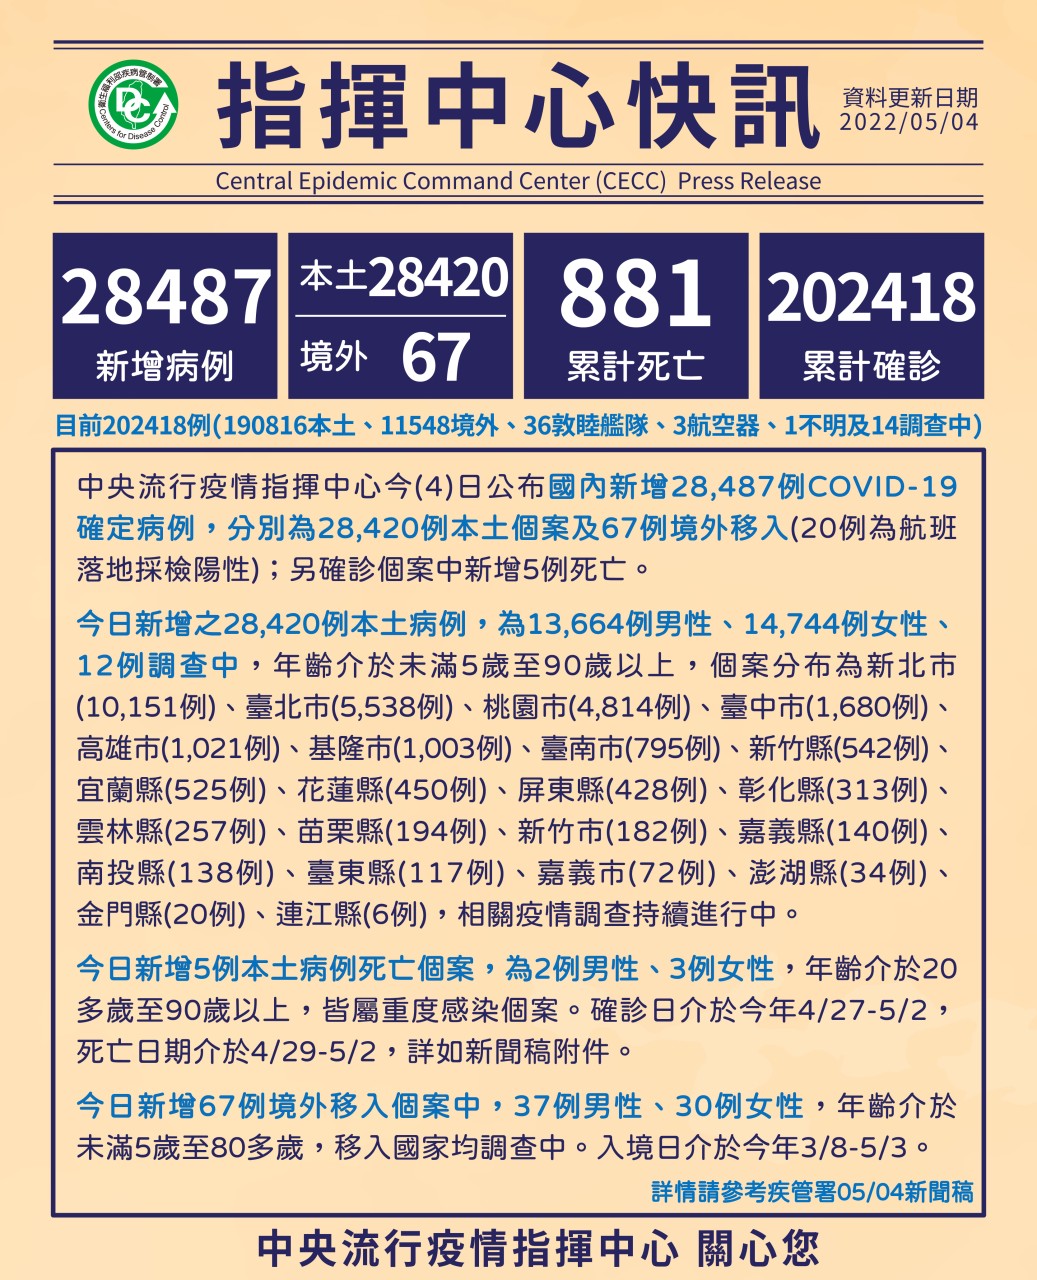 衛生福利部疾病管制署
CDC
Centers for Disease Control
指揮中心快訊
資料更新日期
2022/05/04
Central Epidemic Command Center (CECC) Press Release
28487
新增病例
本土28420
境外 67
881
累計死亡
202418
累計確診
目前202418例(190816本土、11548境外、36敦睦艦隊、3航空器、1不明及14調查中)
中央流行疫情指揮中心今(4)日公布國內新增28,487例COVID-19
確定病例，分別為28,420例本土個案及67例境外移入(20例為航班
落地採檢陽性)；另確診個案中新增5例死亡。
今日新增之28,420例本土病例，為13,664例男性、14,744例女性、
12例調查中，年齡介於未滿5歲至90歲以上，個案分布為新北市
(10,151例)、臺北市(5,538例)、桃園市(4,814例)、臺中市(1,680例)、
高雄市(1,021例)、基隆市(1,003例)、臺南市(795例)、新竹縣(542例)、
宜蘭縣(525例)、花蓮縣(450例)、屏東縣(428例)、彰化縣(313例)、
雲林縣(257例)、苗栗縣(194例)、新竹市(182例)、嘉義縣(140例)、
南投縣(138例)、臺東縣(117例)、嘉義市(72例)、澎湖縣(34例)、
金門縣(20例)、連江縣(6例)，相關疫情調查持續進行中。
今日新增5例本土病例死亡個案，為2例男性、3例女性，年齡介於20
多歲至90歲以上，皆屬重度感染個案。確診日介於今年4/27-5/2，
死亡日期介於4/29-5/2，詳如新聞稿附件。
今日新增67例境外移入個案中，37例男性、30例女性，年齡介於
未滿5歲至80多歲，移入國家均調查中。入境日介於今年3/8-5/3。
詳情請參考疾管署05/04新聞稿
中央流行疫情指揮中心 關心您